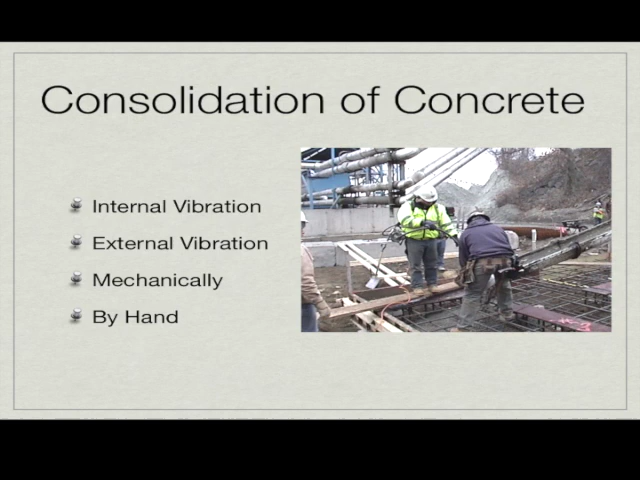 Consolidation of Concrete
Internal Vibration
External Vibration
Mechanically
By Hand